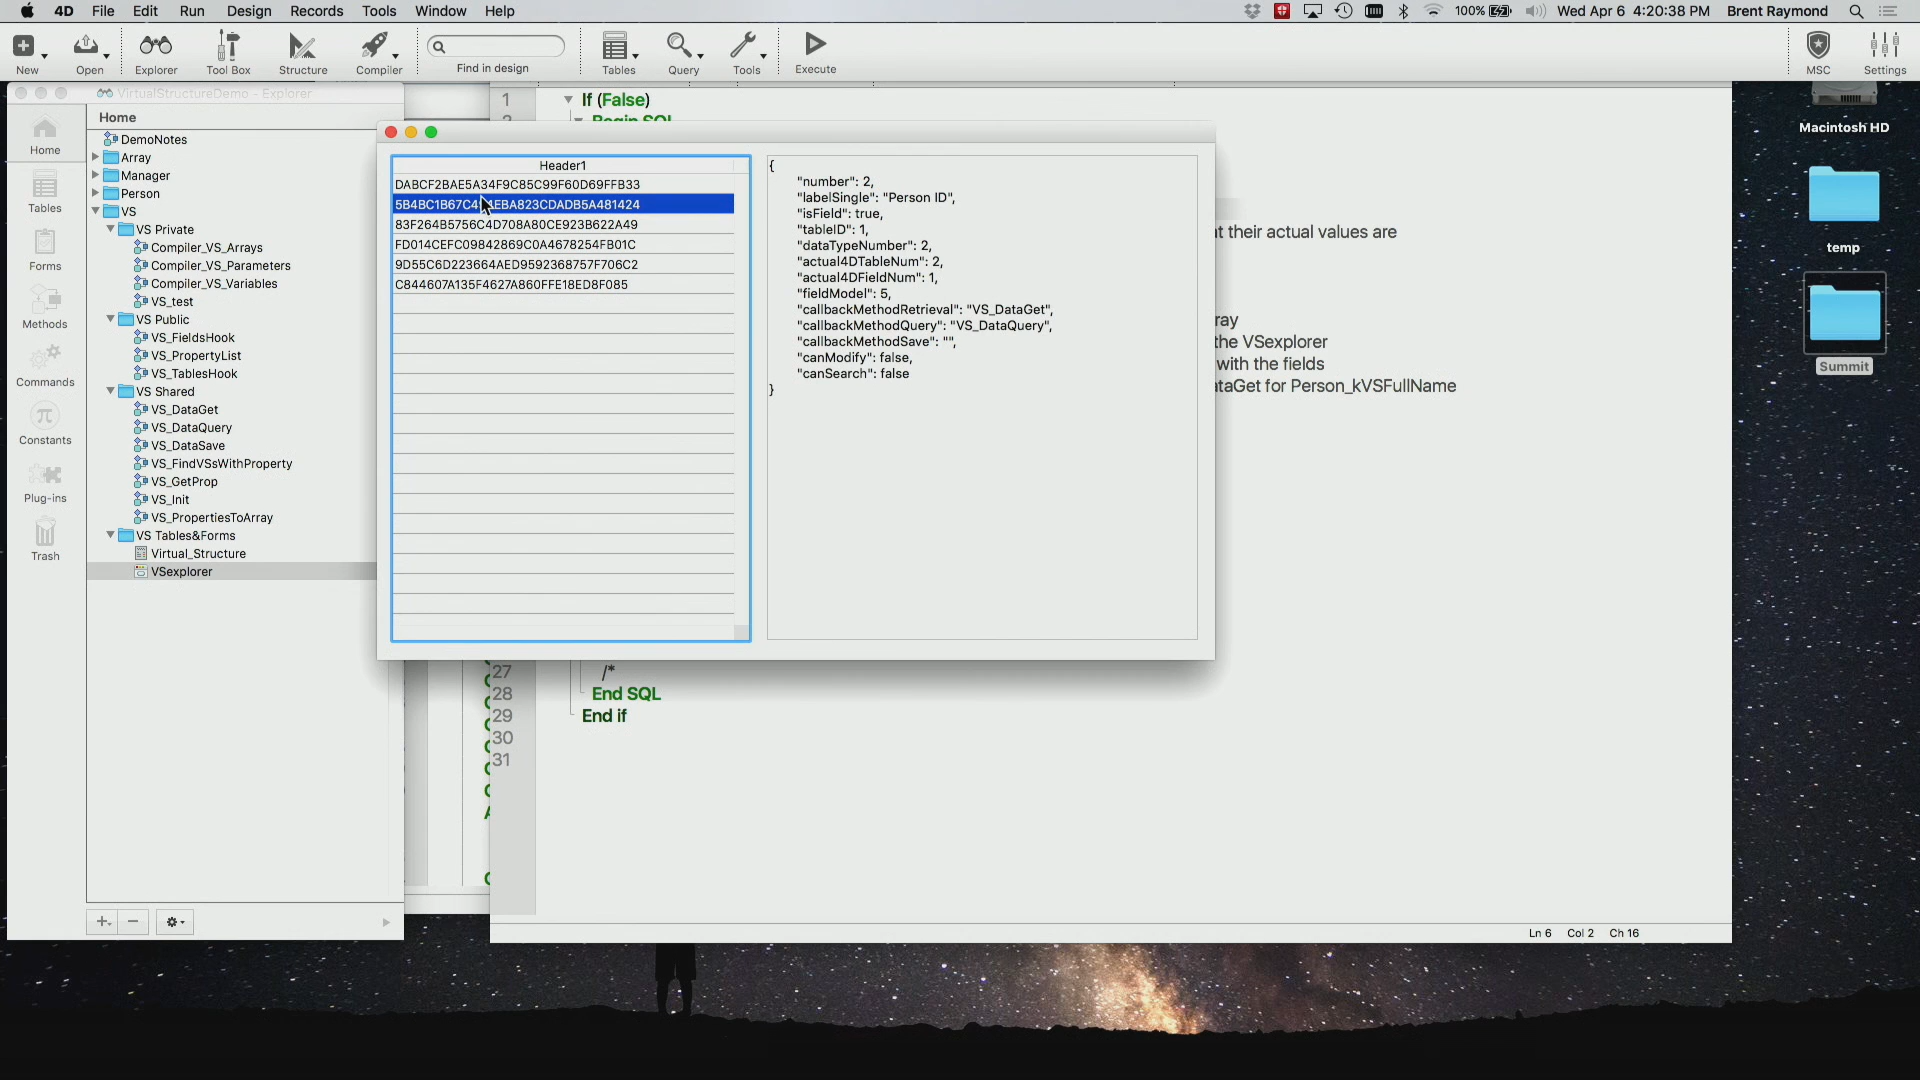 4D File Edit Run Design Records Tools Window Help
100% Wed Apr 6 4:20:38 PM Brent Raymond
New Open Explorer Tool Box Structure Compiler Find in design Tables Query Tools Execute MSC Settings
VirtualStructureDemo - Explorer
Home
Tables
Forms
Methods
Commands
Constants
Plug-ins
Trash
Home
DemoNotes
Array
Manager
Person
VS
VS Private
Compiler_VS_Arrays
Compiler_VS_Parameters
Compiler_VS_Variables
VS_test
VS Public
VS_FieldsHook
VS_PropertyList
VS_TablesHook
VS Shared
VS_DataGet
VS_DataQuery
VS_DataSave
VS_FindVSsWithProperty
VS_GetProp
VS_Init
VS_PropertiesToArray
VS Tables&Forms
Virtual_Structure
VSexplorer
1 If (False)
2 Begin SQL
Header1
DABCF2BAE5A34F9C85C99F60D69FFB33
83F264B5756C4D708A80CE923B622A49
FD014CEFC09842869C0A4678254FB01C
9D55C6D223664AED9592368757F706C2
C844607A135F4627A860FFE18ED8F085
{
"number": 2,
"labelSingle": "Person ID",
"isField": true,
"tableID": 1,
"dataTypeNumber": 2,
"actual4DTableNum": 2,
"actual4DFieldNum": 1,
"fieldModel": 5,
"callbackMethodRetrieval": "VS_DataGet",
"callbackMethodQuery": "VS_DataQuery",
"callbackMethodSave": "",
"canModify": false,
"canSearch": false
}
t their actual values are
ray
the VSexplorer
with the fields
ataGet for Person_kVSFullName
27 /*
28 End SQL
29 End if
30
31
Ln 6 Col 2 Ch 16
Macintosh HD
temp
Summit